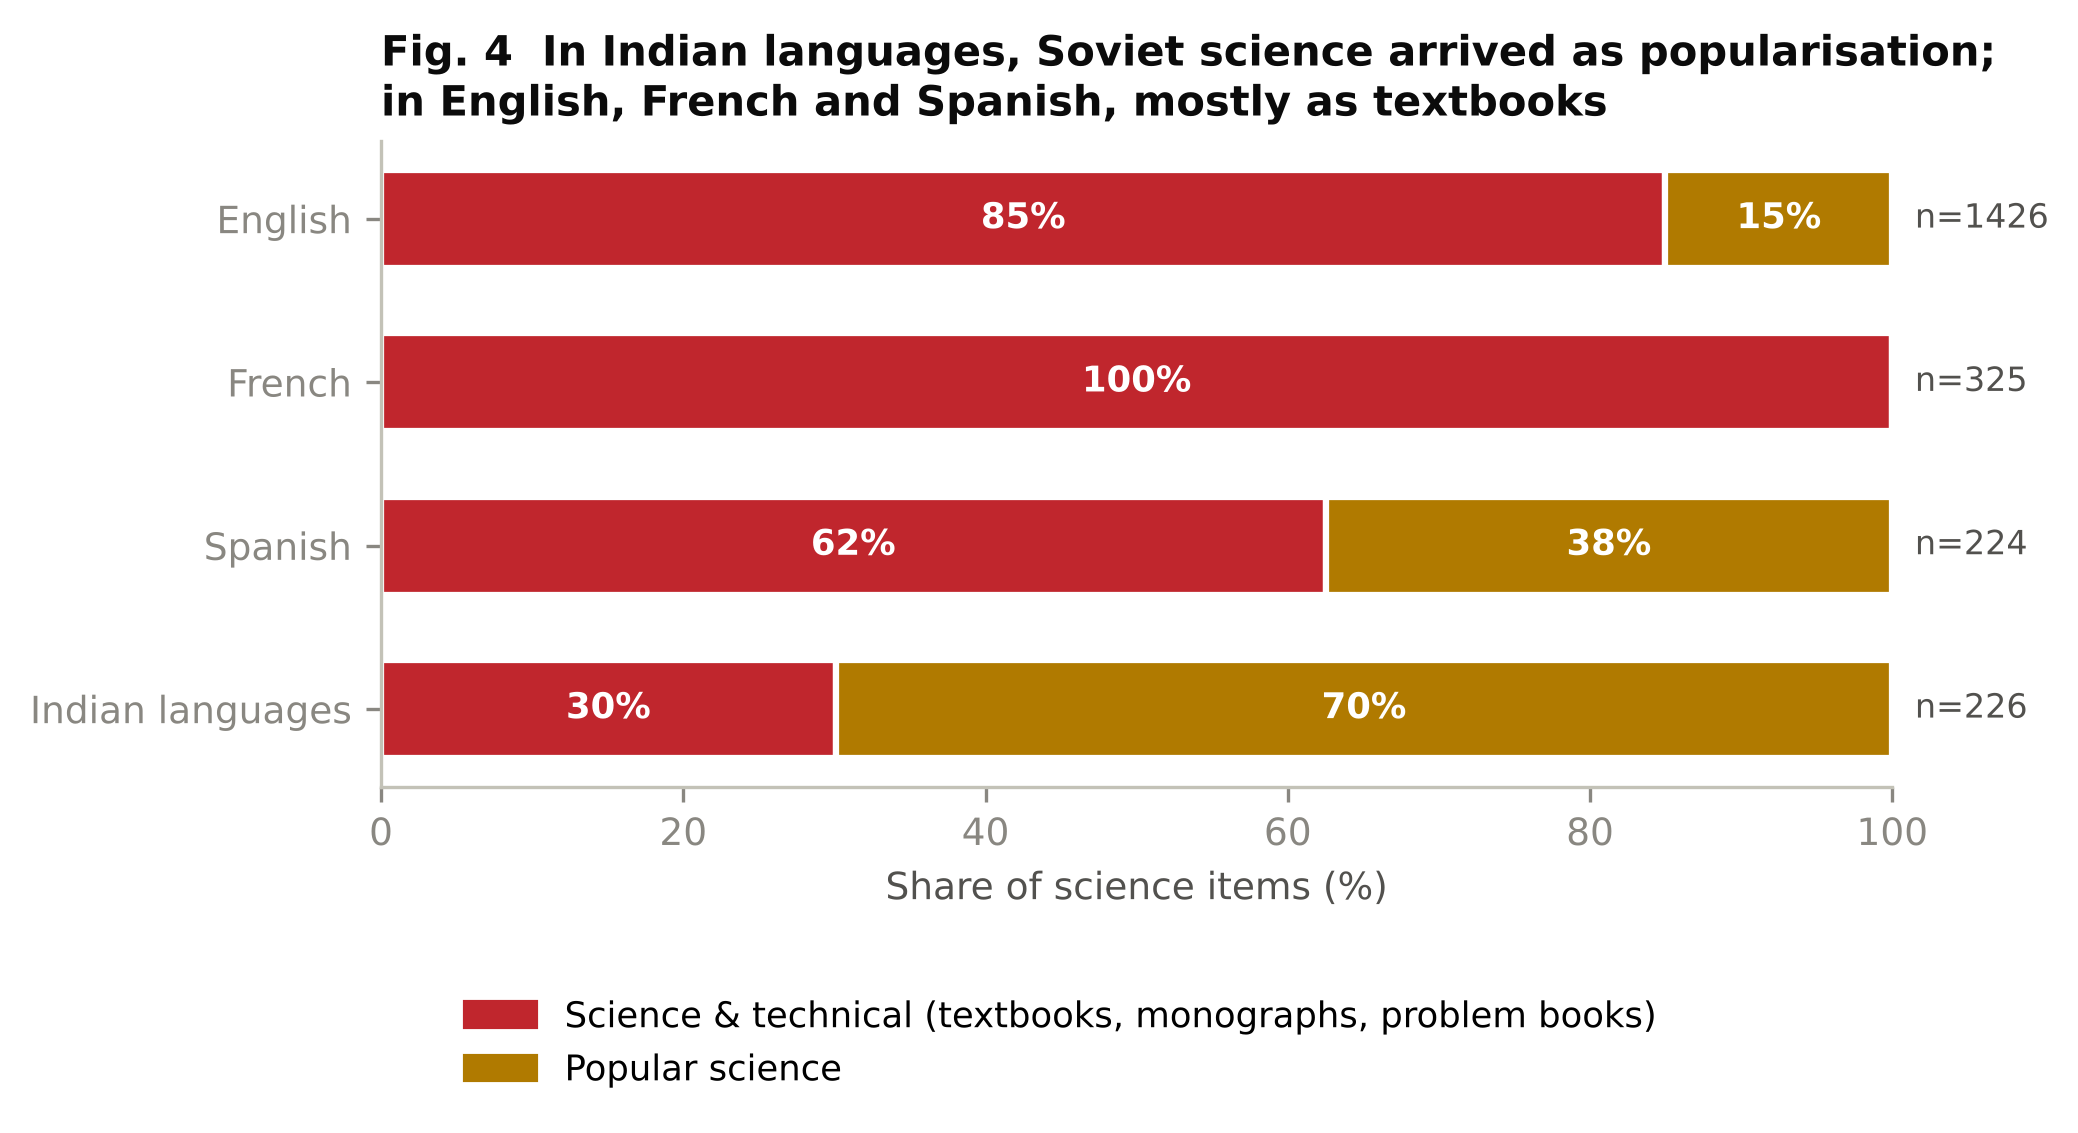 Fig. 4  In Indian languages, Soviet science arrived as popularisation;
in English, French and Spanish, mostly as textbooks
English
85%
15%
n=1426
French
100%
n=325
Spanish
62%
38%
n=224
Indian languages
30%
70%
n=226
0
20
40
60
80
100
Share of science items (%)
Science & technical (textbooks, monographs, problem books)
Popular science